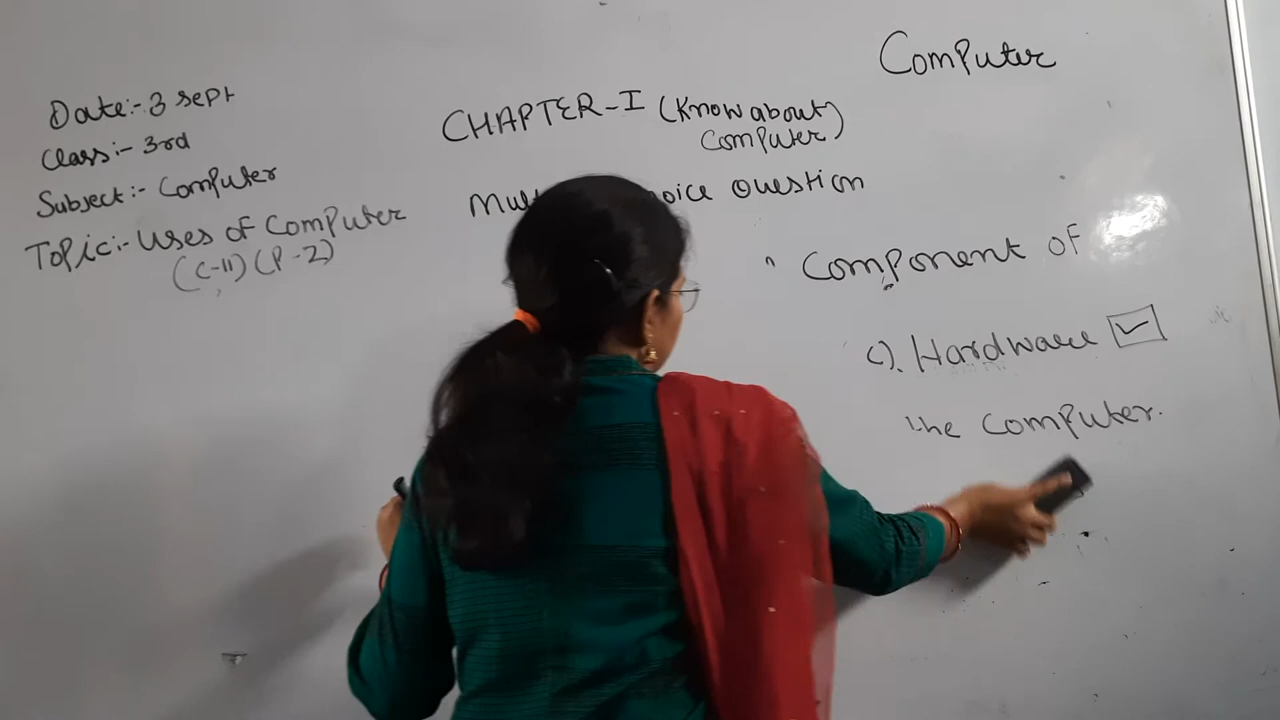 Computer
Date:- 3 sept
Class:- 3rd
Subject:- Computer
Topic:- Uses of Computer
(C-11) (P-2)
CHAPTER-I (Know about
Computer)
Question
Component of
c). Hardware
the Computer.